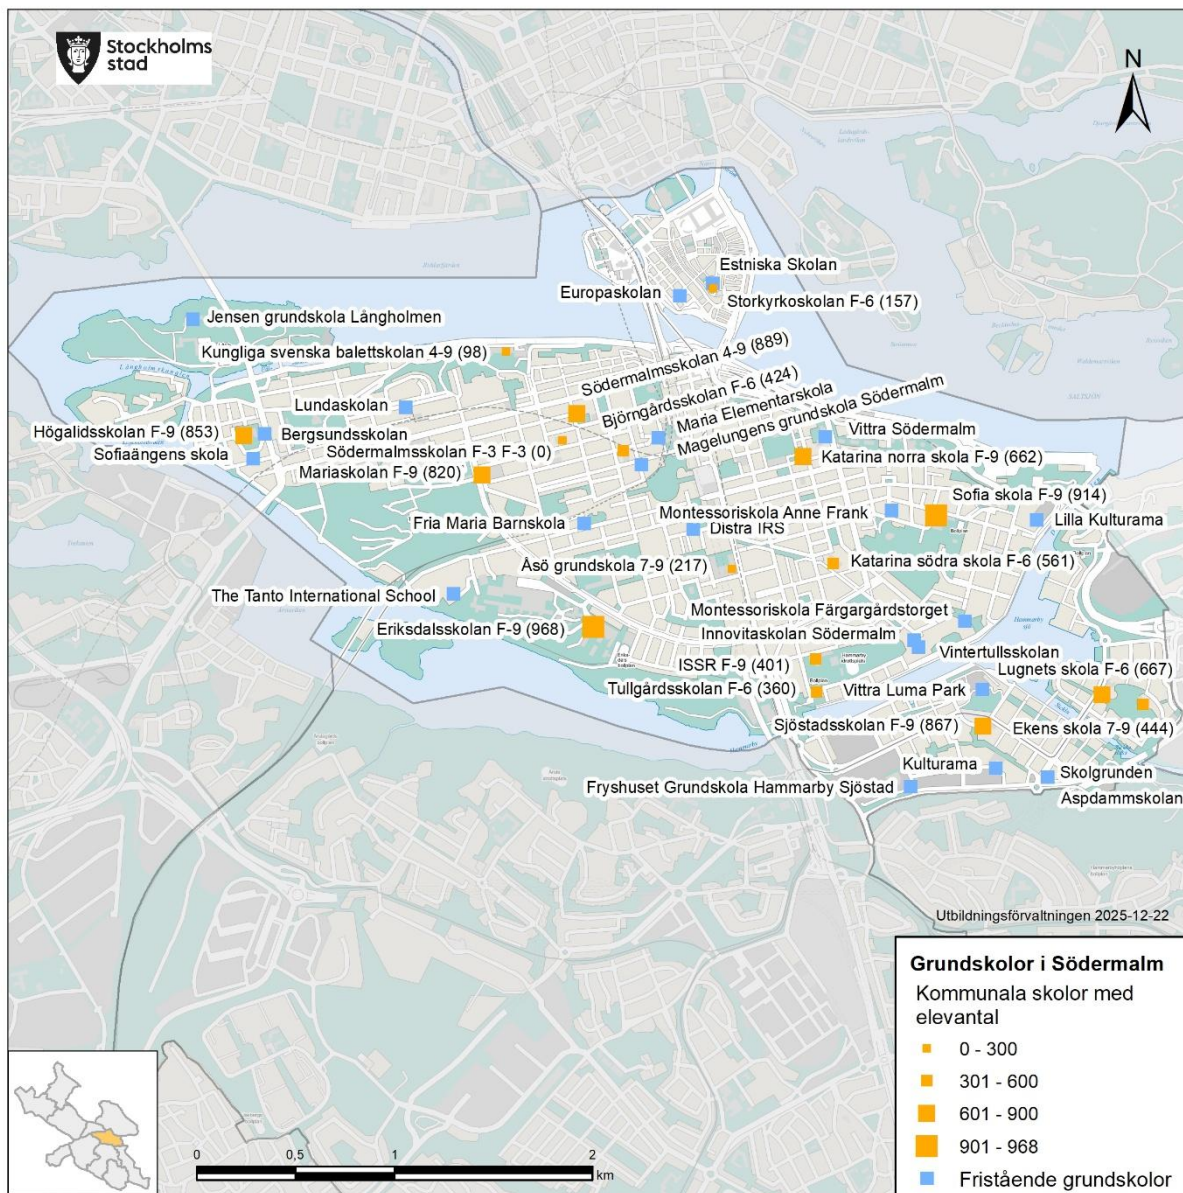 Stockholms
stad
N
Estniska Skolan
Europaskolan
Storkyrkoskolan F-6 (157)
Jensen grundskola Långholmen
Kungliga svenska balettskolan 4-9 (98)
Södermalmsskolan 4-9 (889)
Björngårdsskolan F-6 (424)
Maria Elementarskola
Magelungens grundskola Södermalm
Lundaskolan
Högalidsskolan F-9 (853)
Bergsundsskolan
Sofiaängens skola
Södermalmsskolan F-3 F-3 (0)
Mariaskolan F-9 (820)
Vittra Södermalm
Katarina norra skola F-9 (662)
Sofia skola F-9 (914)
Montessoriskola Anne Frank
Lilla Kulturama
Fria Maria Barnskola
Distra IRS
Åsö grundskola 7-9 (217)
Katarina södra skola F-6 (561)
The Tanto International School
Montessoriskola Färgargårdstorget
Eriksdalsskolan F-9 (968)
Innovitaskolan Södermalm
Vintertullsskolan
ISSR F-9 (401)
Lugnets skola F-6 (667)
Tullgårdsskolan F-6 (360)
Vittra Luma Park
Sjöstadsskolan F-9 (867)
Ekens skola 7-9 (444)
Kulturama
Skolgrunden
Fryshuset Grundskola Hammarby Sjöstad
Aspdammskolan
Utbildningsförvaltningen 2025-12-22
Grundskolor i Södermalm
Kommunala skolor med
elevantal
0 - 300
301 - 600
601 - 900
901 - 968
Fristående grundskolor
0 0,5 1 2
km